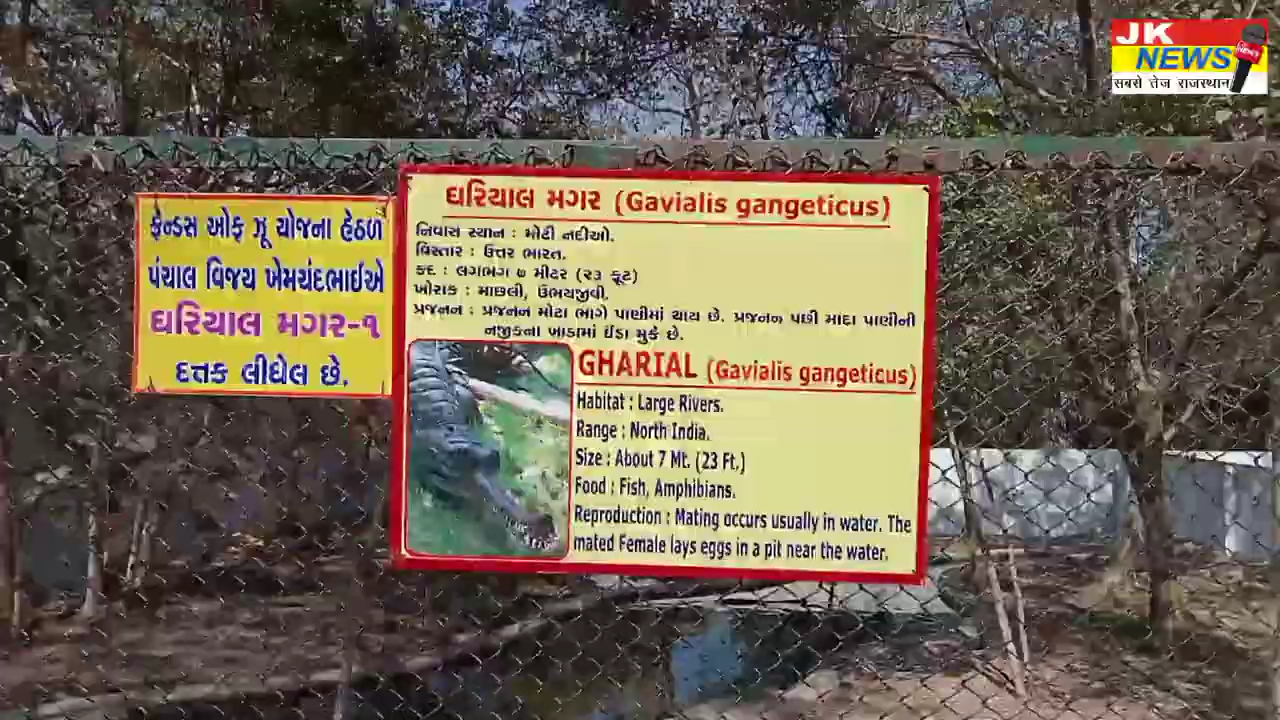 JK
NEWS
NEWS
सबसे तेज राजस्थान
ફ્રેન્ડસ ઓફ ઝૂ યોજના હેઠળ
પંચાલ વિજય ખેમચંદભાઈએ
ઘરિયાલ મગર-૧
દત્તક લીધેલ છે.
ઘરિયાલ મગર (Gavialis gangeticus)
નિવાસ સ્થાન : મોટી નદીઓ.
વિસ્તાર : ઉત્તર ભારત.
કદ : લગભગ ૭ મીટર (૨૩ ફૂટ)
ખોરાક : માછલી, ઉભયજીવી.
પ્રજનન : પ્રજનન મોટા ભાગે પાણીમાં થાય છે. પ્રજનન પછી માદા પાણીની
નજીકના ખાડામાં ઈંડા મુકે છે.
GHARIAL (Gavialis gangeticus)
Habitat : Large Rivers.
Range : North India.
Size : About 7 Mt. (23 Ft.)
Food : Fish, Amphibians.
Reproduction : Mating occurs usually in water. The
mated Female lays eggs in a pit near the water.